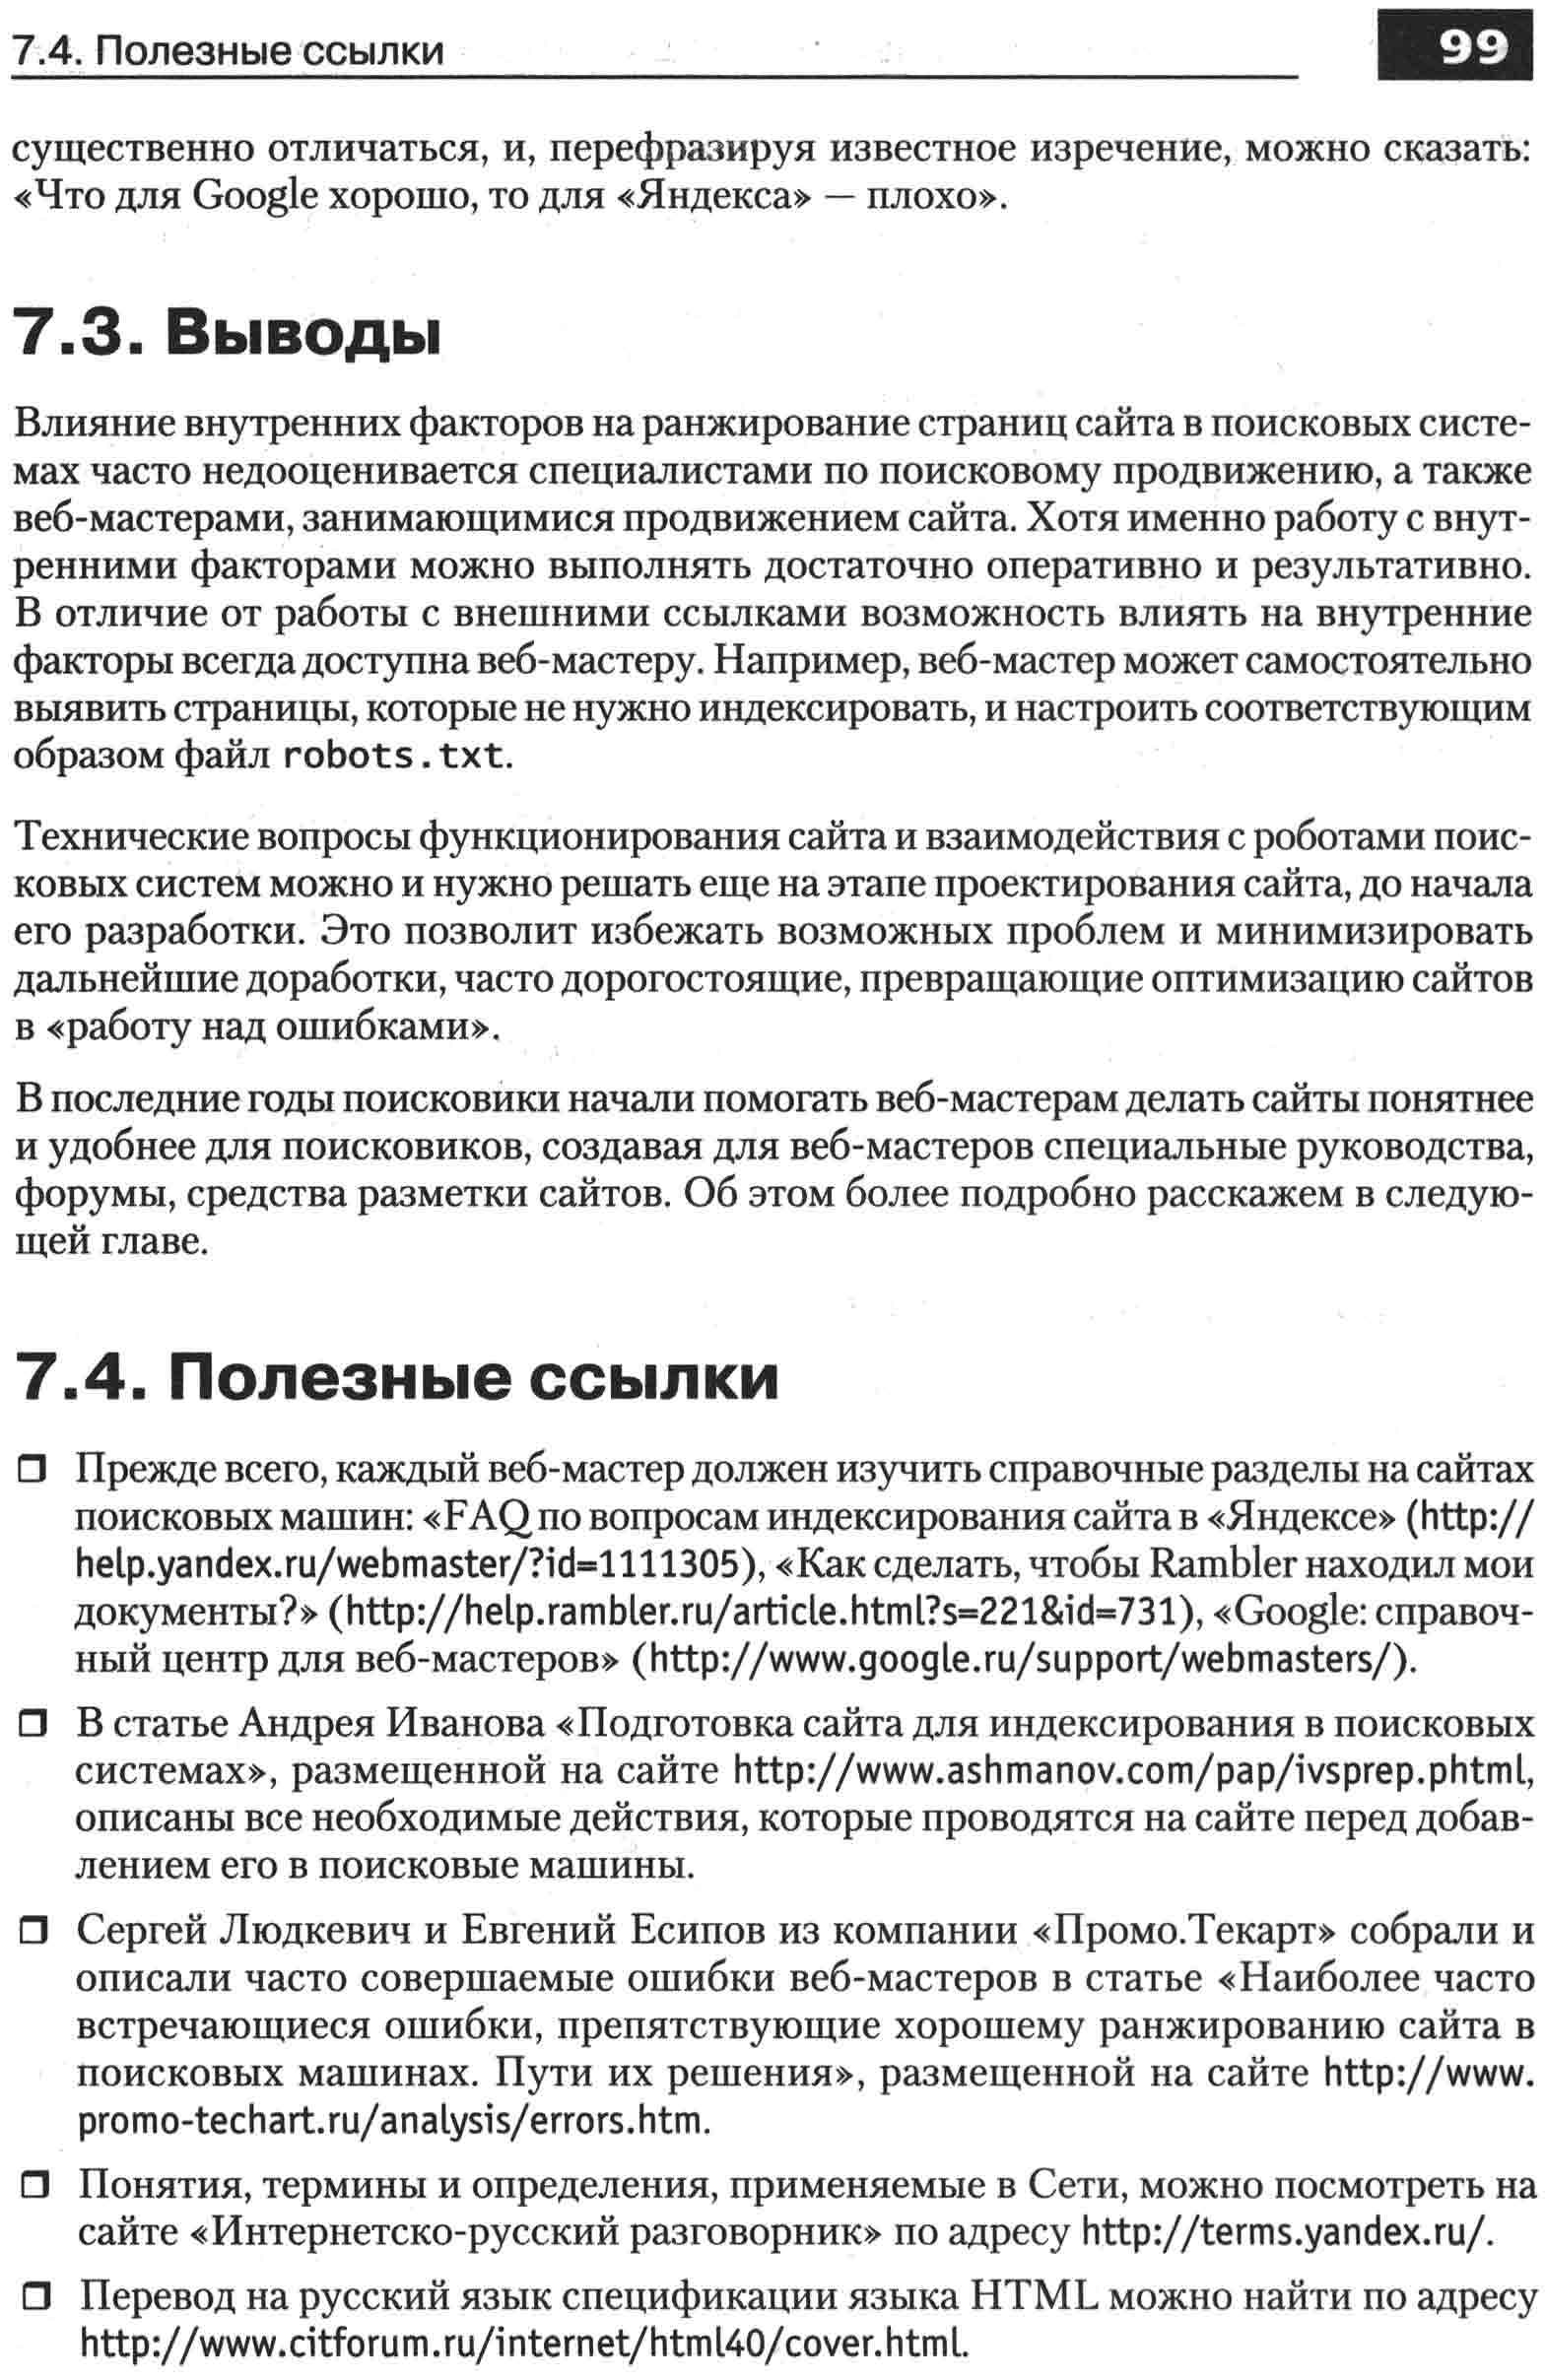 7.4. Полезные ссылки 99
существенно отличаться, и, перефразируя известное изречение, можно сказать:
«Что для Google хорошо, то для «Яндекса» — плохо».
7.3. Выводы
Влияние внутренних факторов на ранжирование страниц сайта в поисковых систе-
мах часто недооценивается специалистами по поисковому продвижению, а также
веб-мастерами, занимающимися продвижением сайта. Хотя именно работу с внут-
ренними факторами можно выполнять достаточно оперативно и результативно.
В отличие от работы с внешними ссылками возможность влиять на внутренние
факторы всегда доступна веб-мастеру. Например, веб-мастер может самостоятельно
выявить страницы, которые не нужно индексировать, и настроить соответствующим
образом файл robots.txt.
Технические вопросы функционирования сайта и взаимодействия с роботами поис-
ковых систем можно и нужно решать еще на этапе проектирования сайта, до начала
его разработки. Это позволит избежать возможных проблем и минимизировать
дальнейшие доработки, часто дорогостоящие, превращающие оптимизацию сайтов
в «работу над ошибками».
В последние годы поисковики начали помогать веб-мастерам делать сайты понятнее
и удобнее для поисковиков, создавая для веб-мастеров специальные руководства,
форумы, средства разметки сайтов. Об этом более подробно расскажем в следую-
щей главе.
7.4. Полезные ссылки
❒ Прежде всего, каждый веб-мастер должен изучить справочные разделы на сайтах
поисковых машин: «FAQ по вопросам индексирования сайта в «Яндексе» (http://
help.yandex.ru/webmaster/?id=1111305), «Как сделать, чтобы Rambler находил мои
документы?» (http://help.rambler.ru/article.html?s=221&id=731), «Google: справоч-
ный центр для веб-мастеров» (http://www.google.ru/support/webmasters/).
❒ В статье Андрея Иванова «Подготовка сайта для индексирования в поисковых
системах», размещенной на сайте http://www.ashmanov.com/pap/ivsprep.phtml,
описаны все необходимые действия, которые проводятся на сайте перед добав-
лением его в поисковые машины.
❒ Сергей Людкевич и Евгений Есипов из компании «Промо.Текарт» собрали и
описали часто совершаемые ошибки веб-мастеров в статье «Наиболее часто
встречающиеся ошибки, препятствующие хорошему ранжированию сайта в
поисковых машинах. Пути их решения», размещенной на сайте http://www.
promo-techart.ru/analysis/errors.htm.
❒ Понятия, термины и определения, применяемые в Сети, можно посмотреть на
сайте «Интернетско-русский разговорник» по адресу http://terms.yandex.ru/.
❒ Перевод на русский язык спецификации языка HTML можно найти по адресу
http://www.citforum.ru/internet/html40/cover.html.